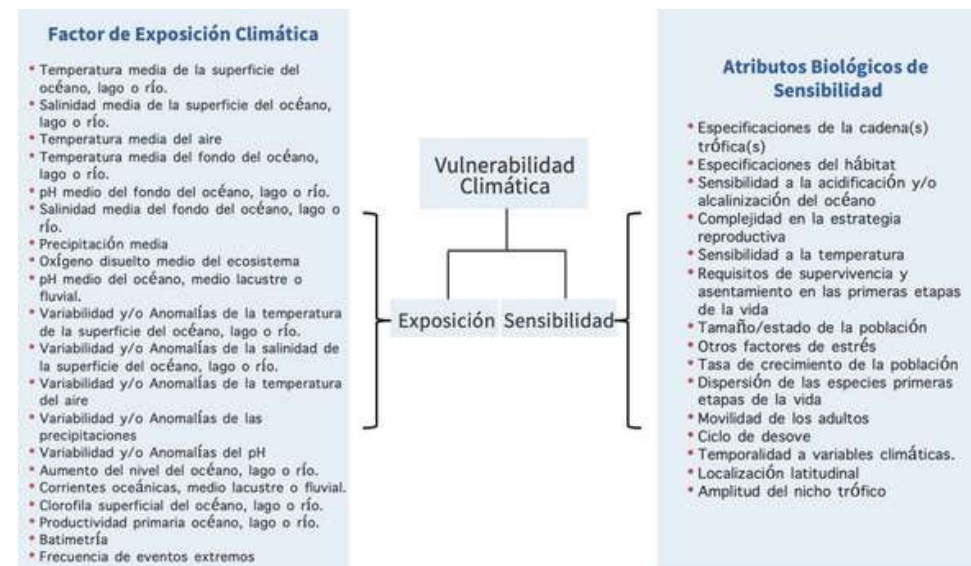 Factor de Exposición Climática
* Temperatura media de la superficie del
océano, lago o río.
* Salinidad media de la superficie del océano,
lago o río.
* Temperatura media del aire
* Temperatura media del fondo del océano,
lago o río.
* pH medio del fondo del océano, lago o río.
* Salinidad media del fondo del océano, lago o
río.
* Precipitación media
* Oxígeno disuelto medio del ecosistema
* pH medio del océano, medio lacustre o
fluvial.
* Variabilidad y/o Anomalías de la temperatura
de la superficie del océano, lago o río.
* Variabilidad y/o Anomalías de la salinidad de
la superficie del océano, lago o río.
* Variabilidad y/o Anomalías de la temperatura
del aire
* Variabilidad y/o Anomalías de las
precipitaciones
* Variabilidad y/o Anomalías del pH
* Aumento del nivel del océano, lago o río.
* Corrientes oceánicas, medio lacustre o fluvial.
* Clorofila superficial del océano, lago o río.
* Productividad primaria océano, lago o río.
* Batimetría
* Frecuencia de eventos extremos
Vulnerabilidad
Climática
Exposición
Sensibilidad
Atributos Biológicos de
Sensibilidad
* Especificaciones de la cadena(s)
trófica(s)
* Especificaciones del hábitat
* Sensibilidad a la acidificación y/o
alcalinización del océano
* Complejidad en la estrategia
reproductiva
* Sensibilidad a la temperatura
* Requisitos de supervivencia y
asentamiento en las primeras etapas
de la vida
* Tamaño/estado de la población
* Otros factores de estrés
* Tasa de crecimiento de la población
* Dispersión de las especies primeras
etapas de la vida
* Movilidad de los adultos
* Ciclo de desove
* Temporalidad a variables climáticas.
* Localización latitudinal
* Amplitud del nicho trófico